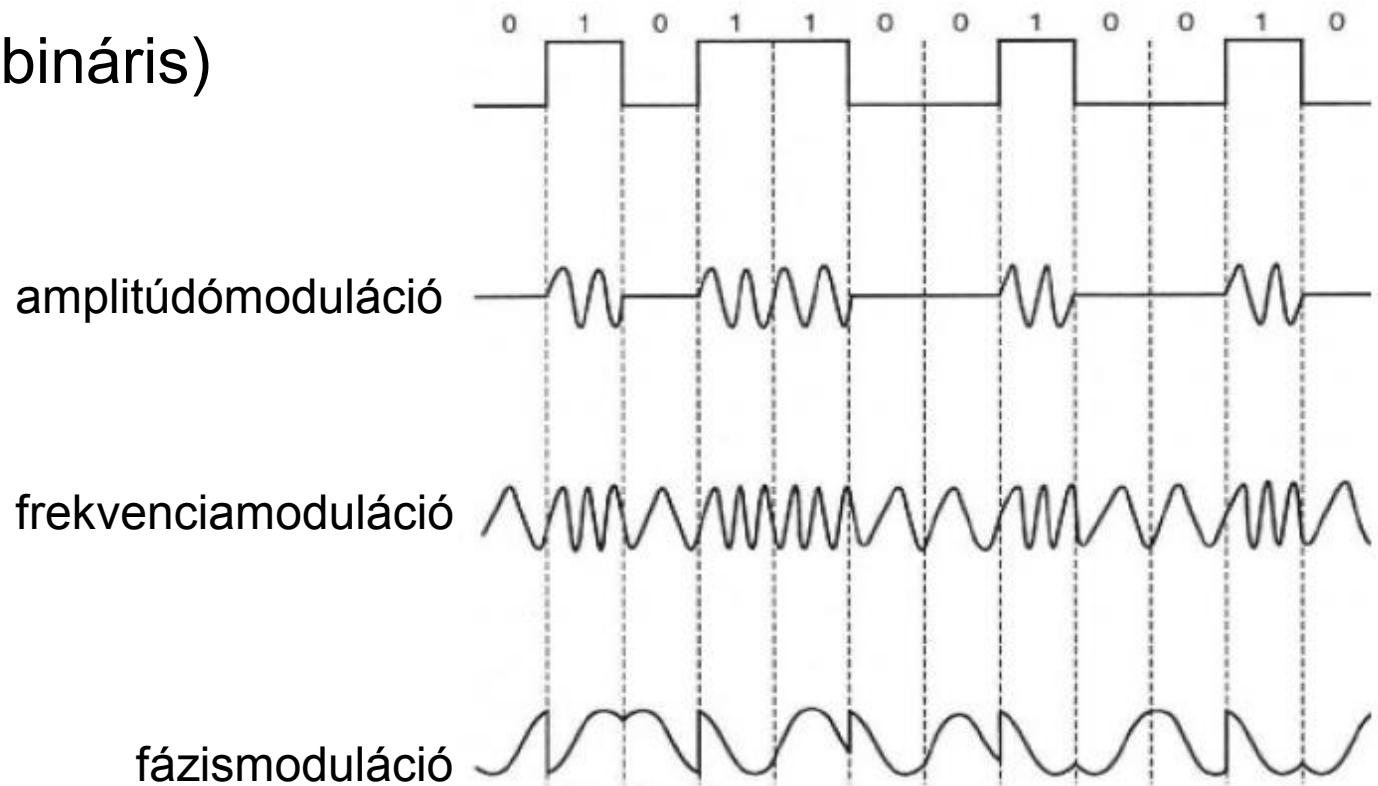 0 1 0 1 1 0 0 1 0 0 1 0
bináris)
amplitúdómoduláció
frekvenciamoduláció
fázismoduláció